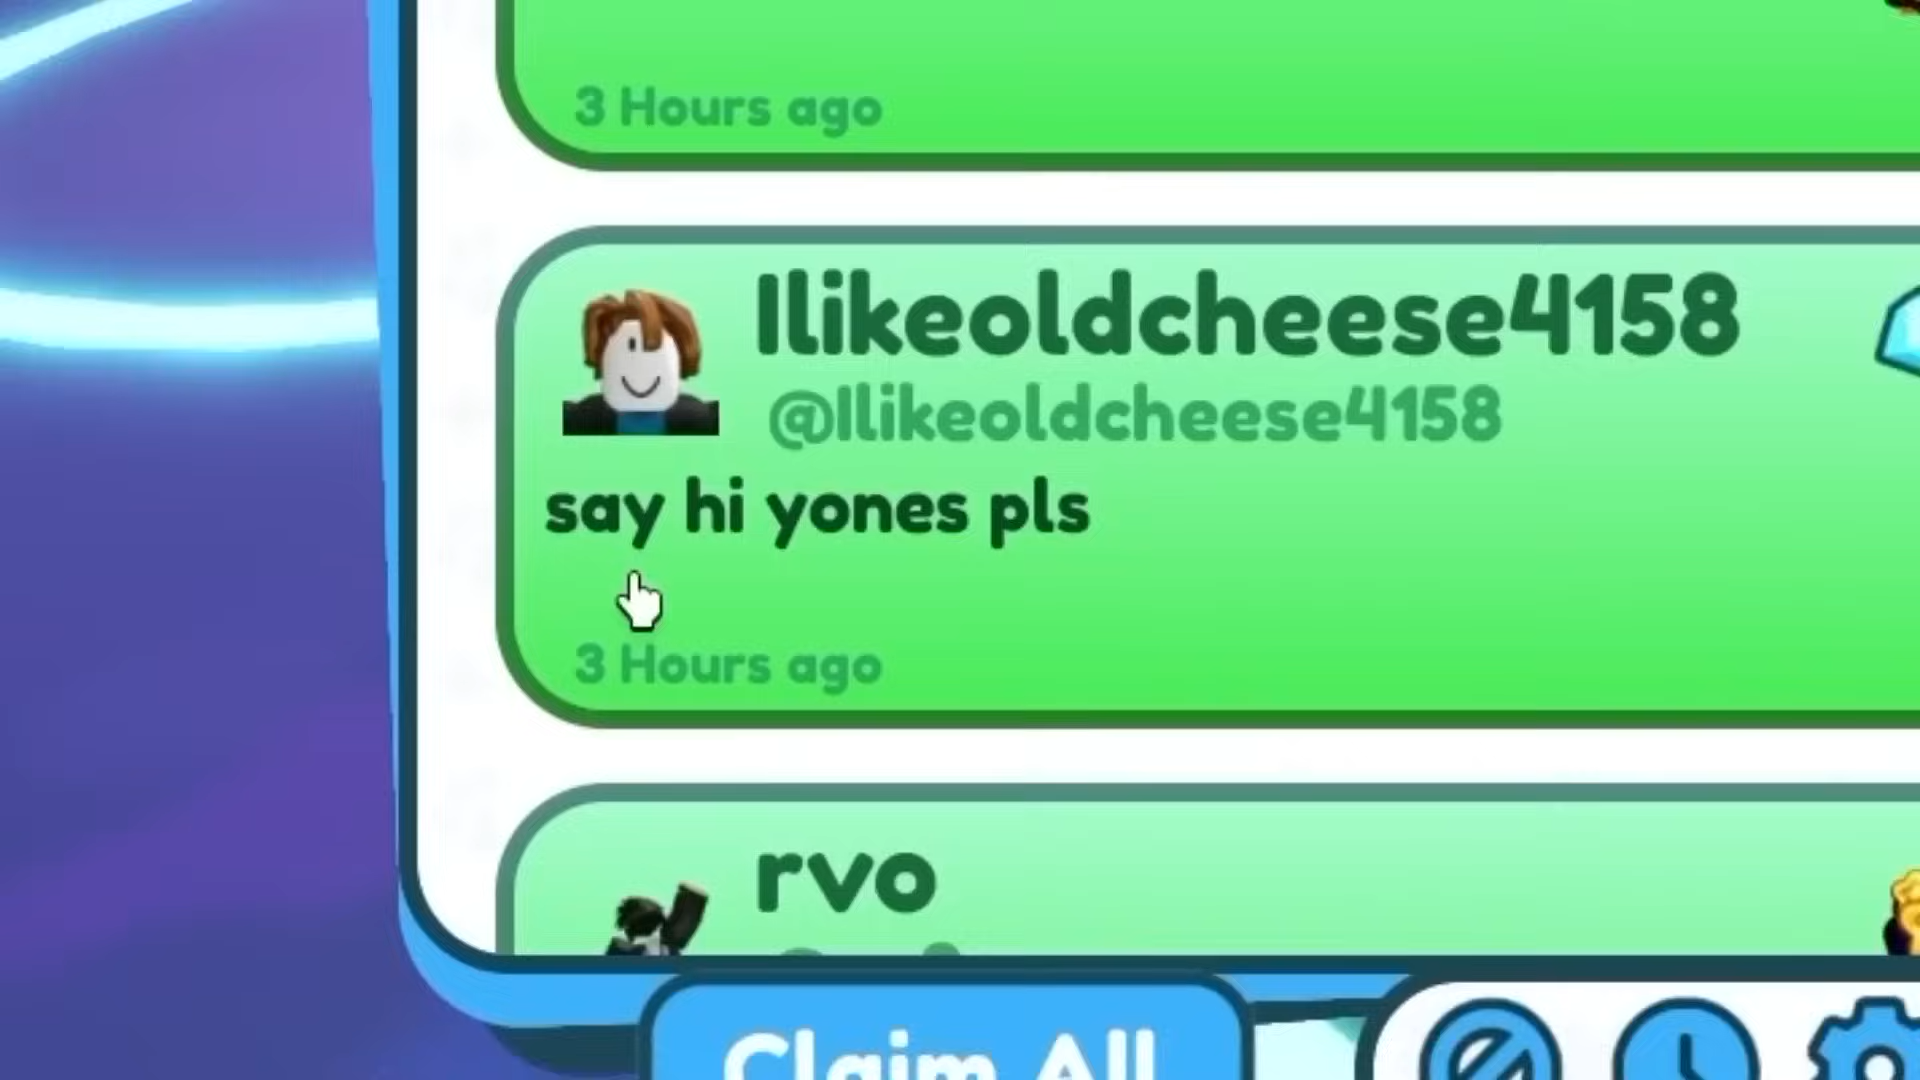 3 Hours ago
Ilikeoldcheese4158
@Ilikeoldcheese4158
say hi yones pls
3 Hours ago
rvo
Claim All